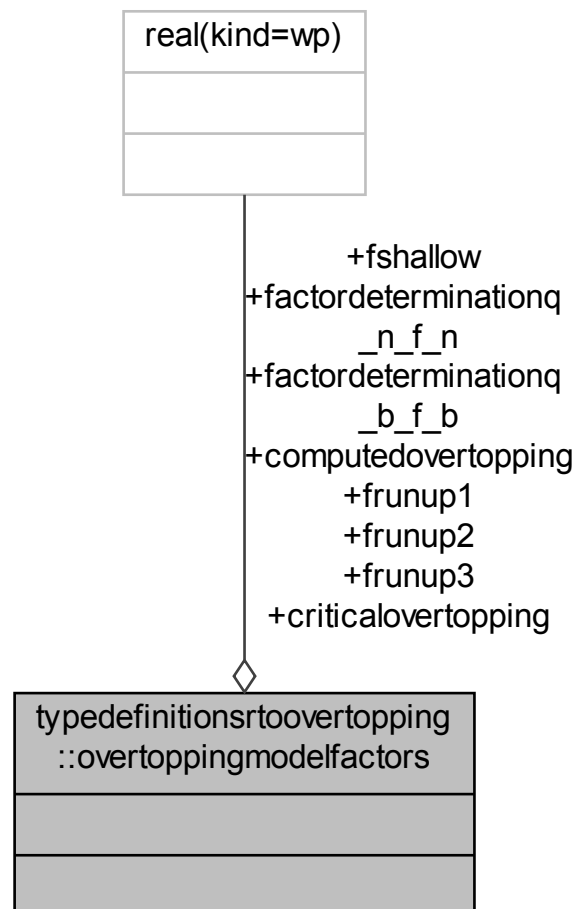 real(kind=wp)
+fshallow
+factordeterminationq
_n_f_n
+factordeterminationq
_b_f_b
+computedovertopping
+frunup1
+frunup2
+frunup3
+criticalovertopping
typedefinitionsrtoovertopping
::overtoppingmodelfactors